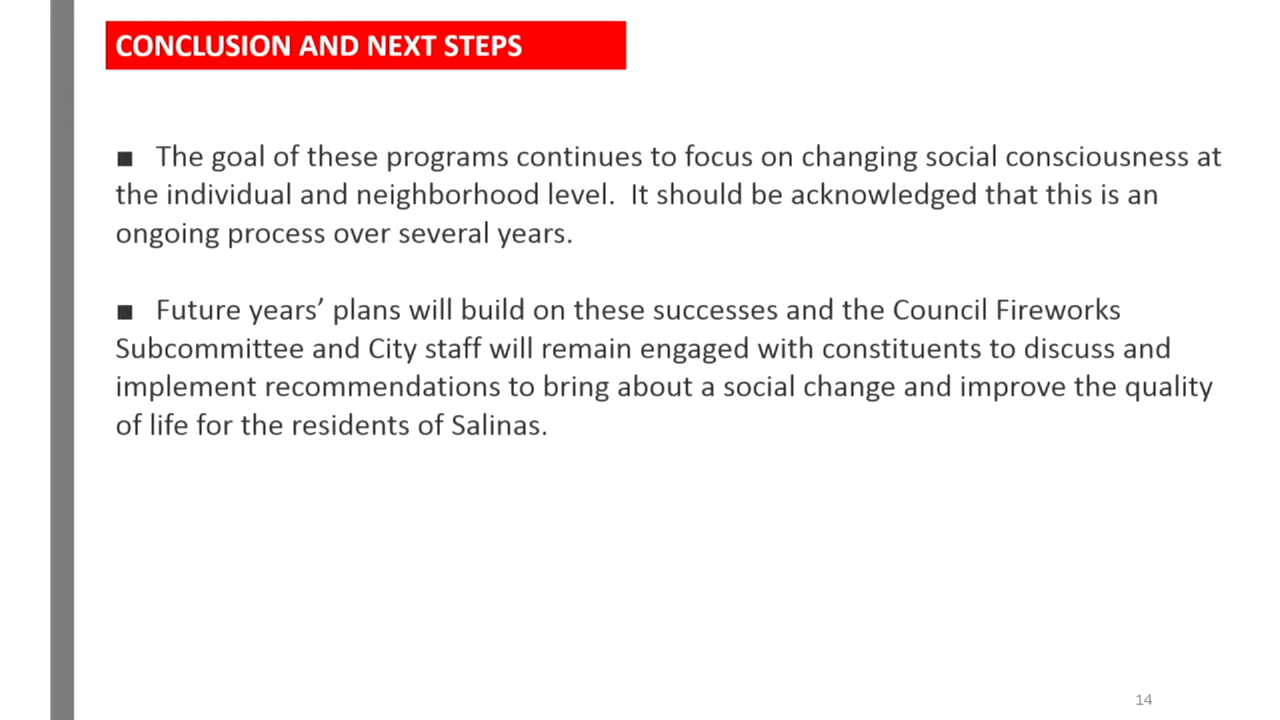 CONCLUSION AND NEXT STEPS
■ The goal of these programs continues to focus on changing social consciousness at
the individual and neighborhood level.  It should be acknowledged that this is an
ongoing process over several years.
■ Future years’ plans will build on these successes and the Council Fireworks
Subcommittee and City staff will remain engaged with constituents to discuss and
implement recommendations to bring about a social change and improve the quality
of life for the residents of Salinas.
14